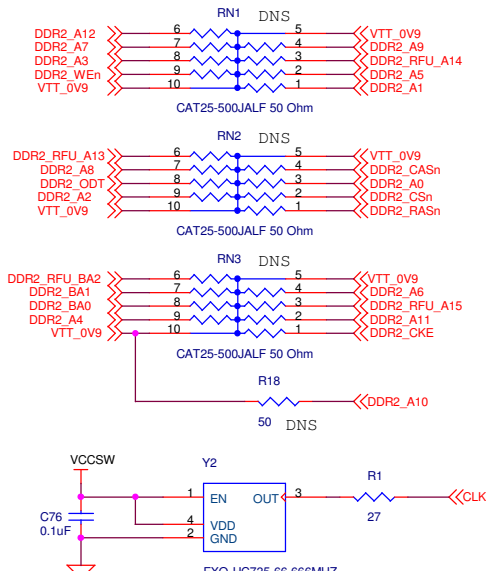 RN1 DNS
DDR2_A12 6 5 VTT_0V9
DDR2_A7 7 4 DDR2_A9
DDR2_A3 8 3 DDR2_RFU_A14
DDR2_WEn 9 2 DDR2_A5
VTT_0V9 10 1 DDR2_A1
CAT25-500JALF 50 Ohm
RN2 DNS
DDR2_RFU_A13 6 5 VTT_0V9
DDR2_A8 7 4 DDR2_CASn
DDR2_ODT 8 3 DDR2_A0
DDR2_A2 9 2 DDR2_CSn
VTT_0V9 10 1 DDR2_RASn
CAT25-500JALF 50 Ohm
RN3 DNS
DDR2_RFU_BA2 6 5 VTT_0V9
DDR2_BA1 7 4 DDR2_A6
DDR2_BA0 8 3 DDR2_RFU_A15
DDR2_A4 9 2 DDR2_A11
VTT_0V9 10 1 DDR2_CKE
CAT25-500JALF 50 Ohm
R18
DDR2_A10
50 DNS
VCCSW
Y2
R1
1 EN OUT 3 CLK
C76
0.1uF
27
4 VDD
2 GND
EXO-HC735-66.666MHZ